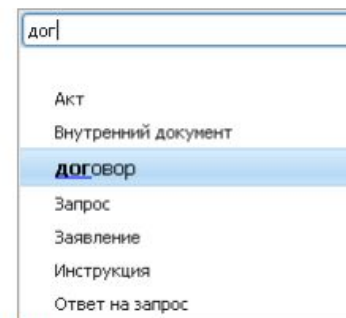 дог
Акт
Внутренний документ
договор
Запрос
Заявление
Инструкция
Ответ на запрос